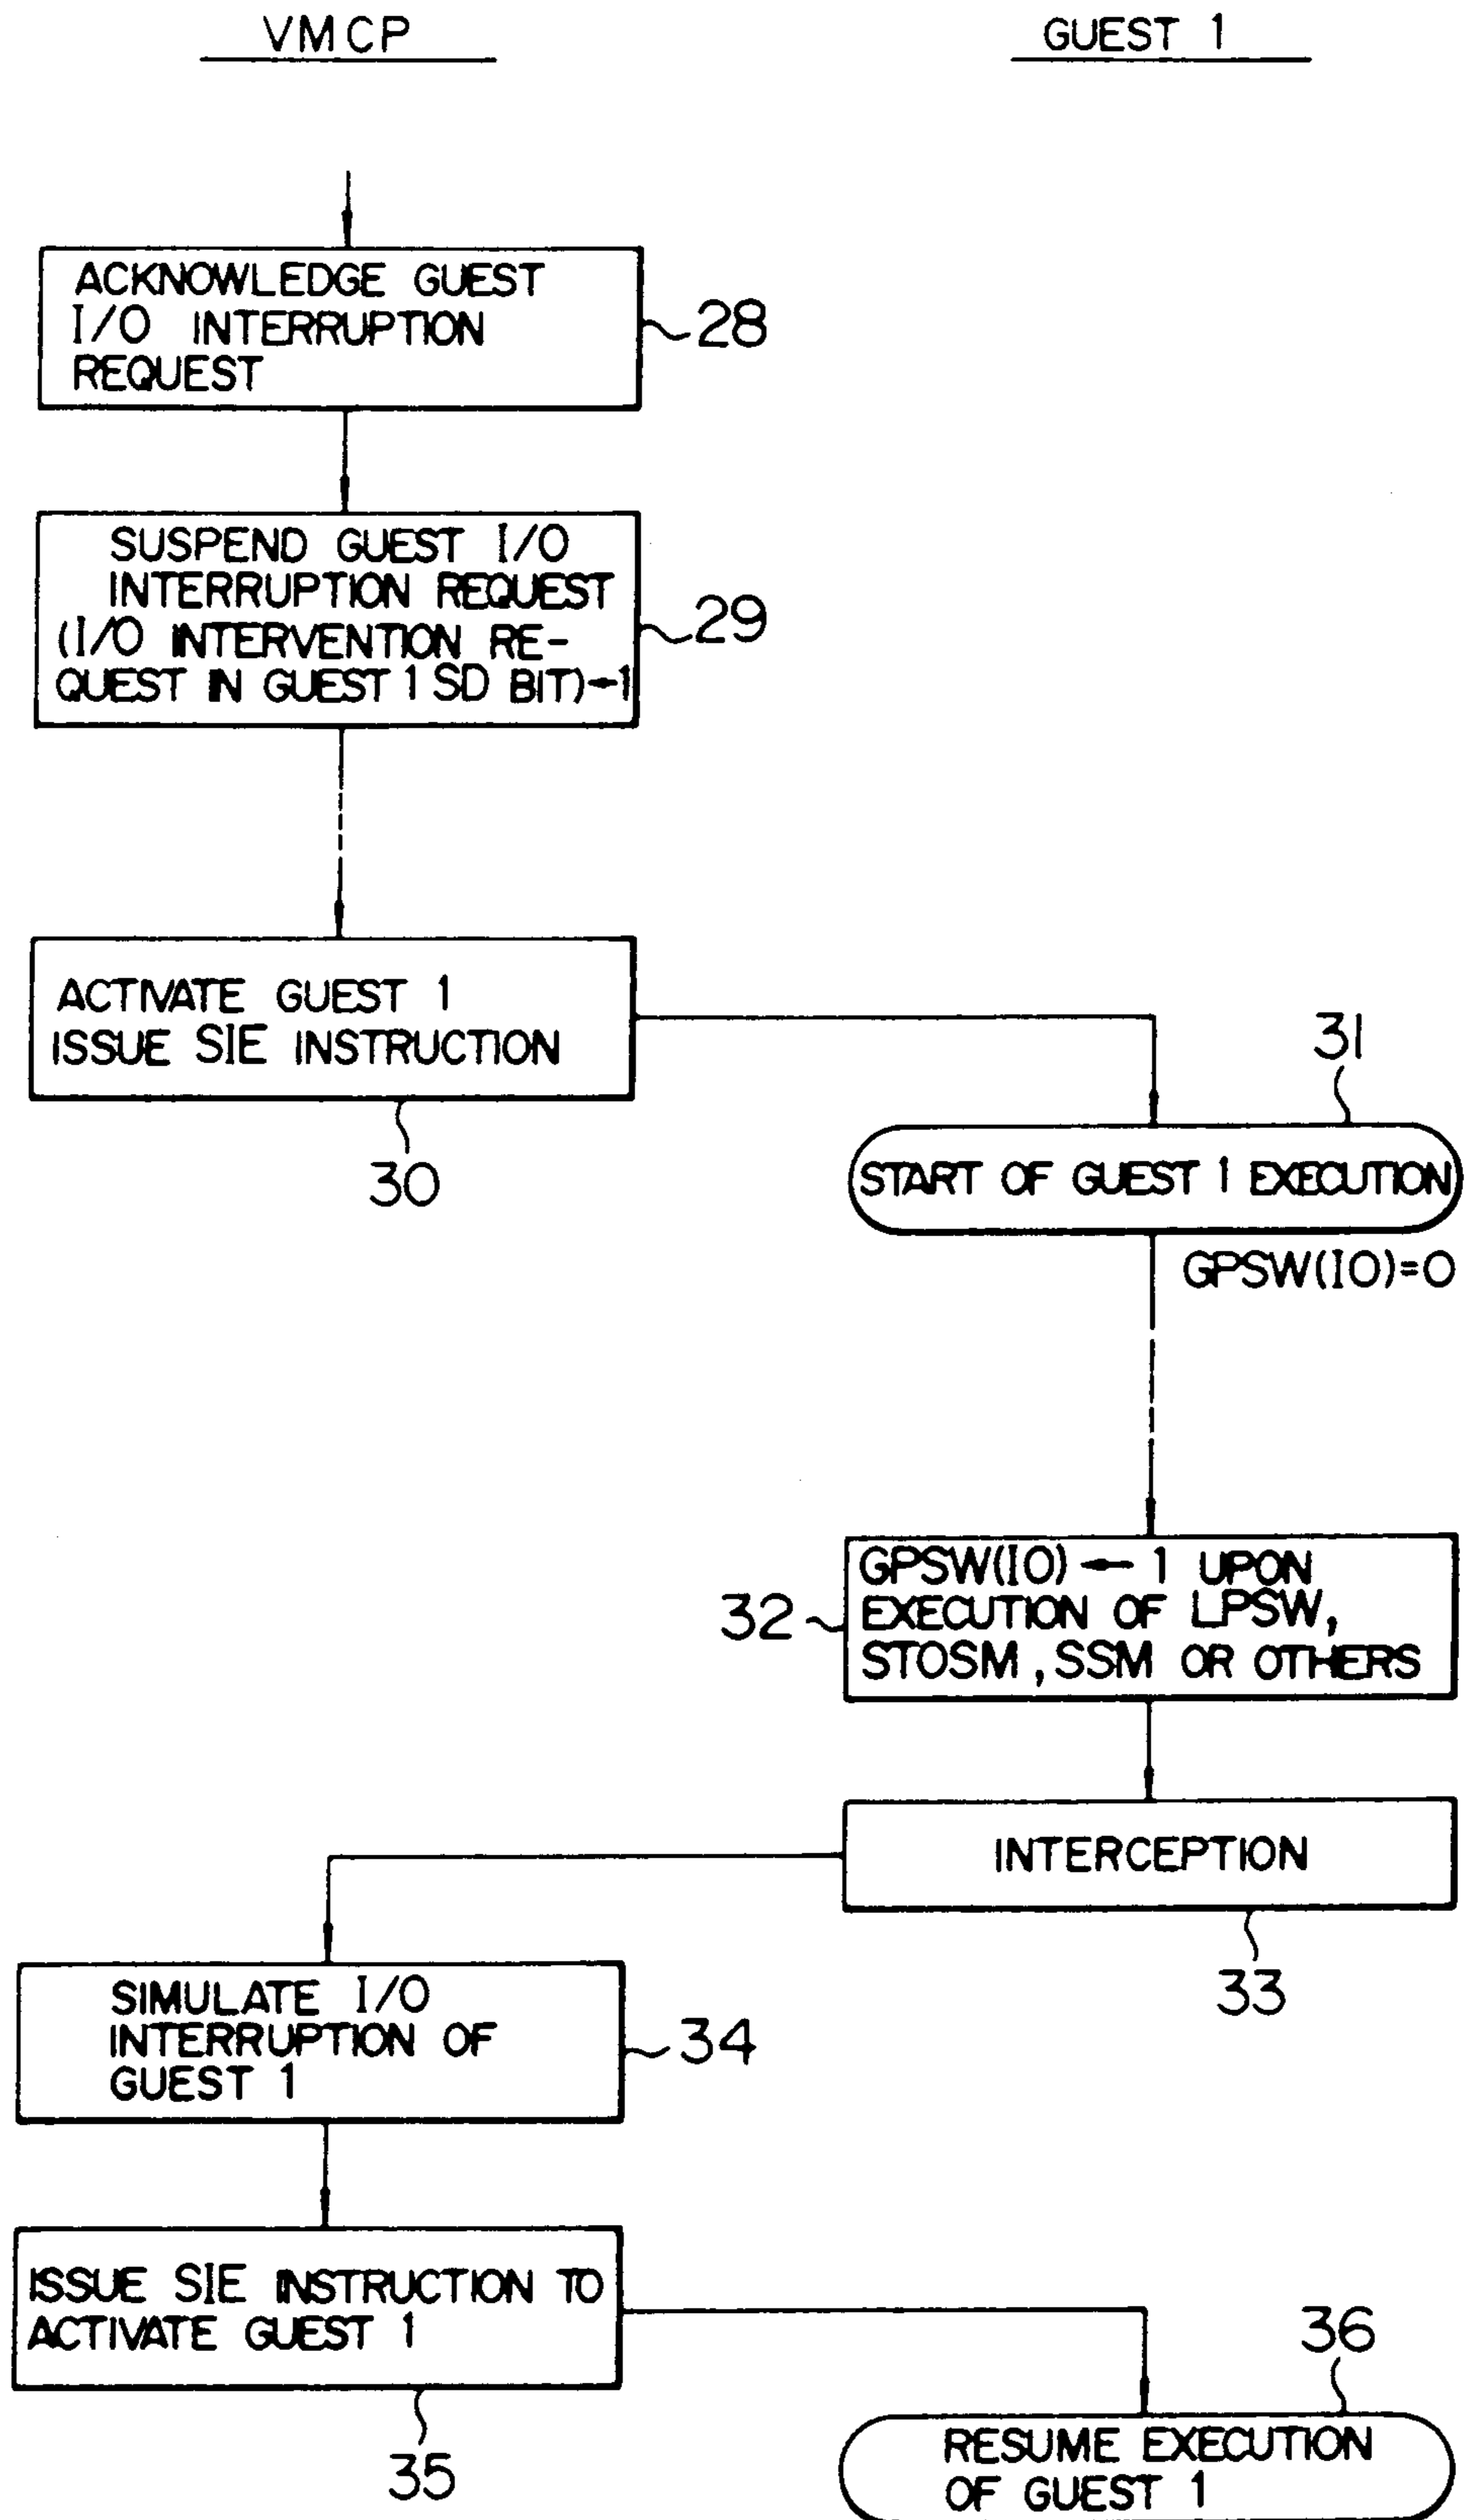 VMCP
GUEST 1
ACKNOWLEDGE GUEST
I/O INTERRUPTION
REQUEST
28
SUSPEND GUEST I/O
INTERRUPTION REQUEST
(I/O INTERVENTION RE-
QUEST IN GUEST 1 SD BIT)←1
29
ACTIVATE GUEST 1
ISSUE SIE INSTRUCTION
30
31
START OF GUEST 1 EXECUTION
GPSW(IO)=0
32
GPSW(IO) ← 1 UPON
EXECUTION OF LPSW,
STOSM, SSM OR OTHERS
INTERCEPTION
33
SIMULATE I/O
INTERRUPTION OF
GUEST 1
34
ISSUE SIE INSTRUCTION TO
ACTIVATE GUEST 1
35
36
RESUME EXECUTION
OF GUEST 1